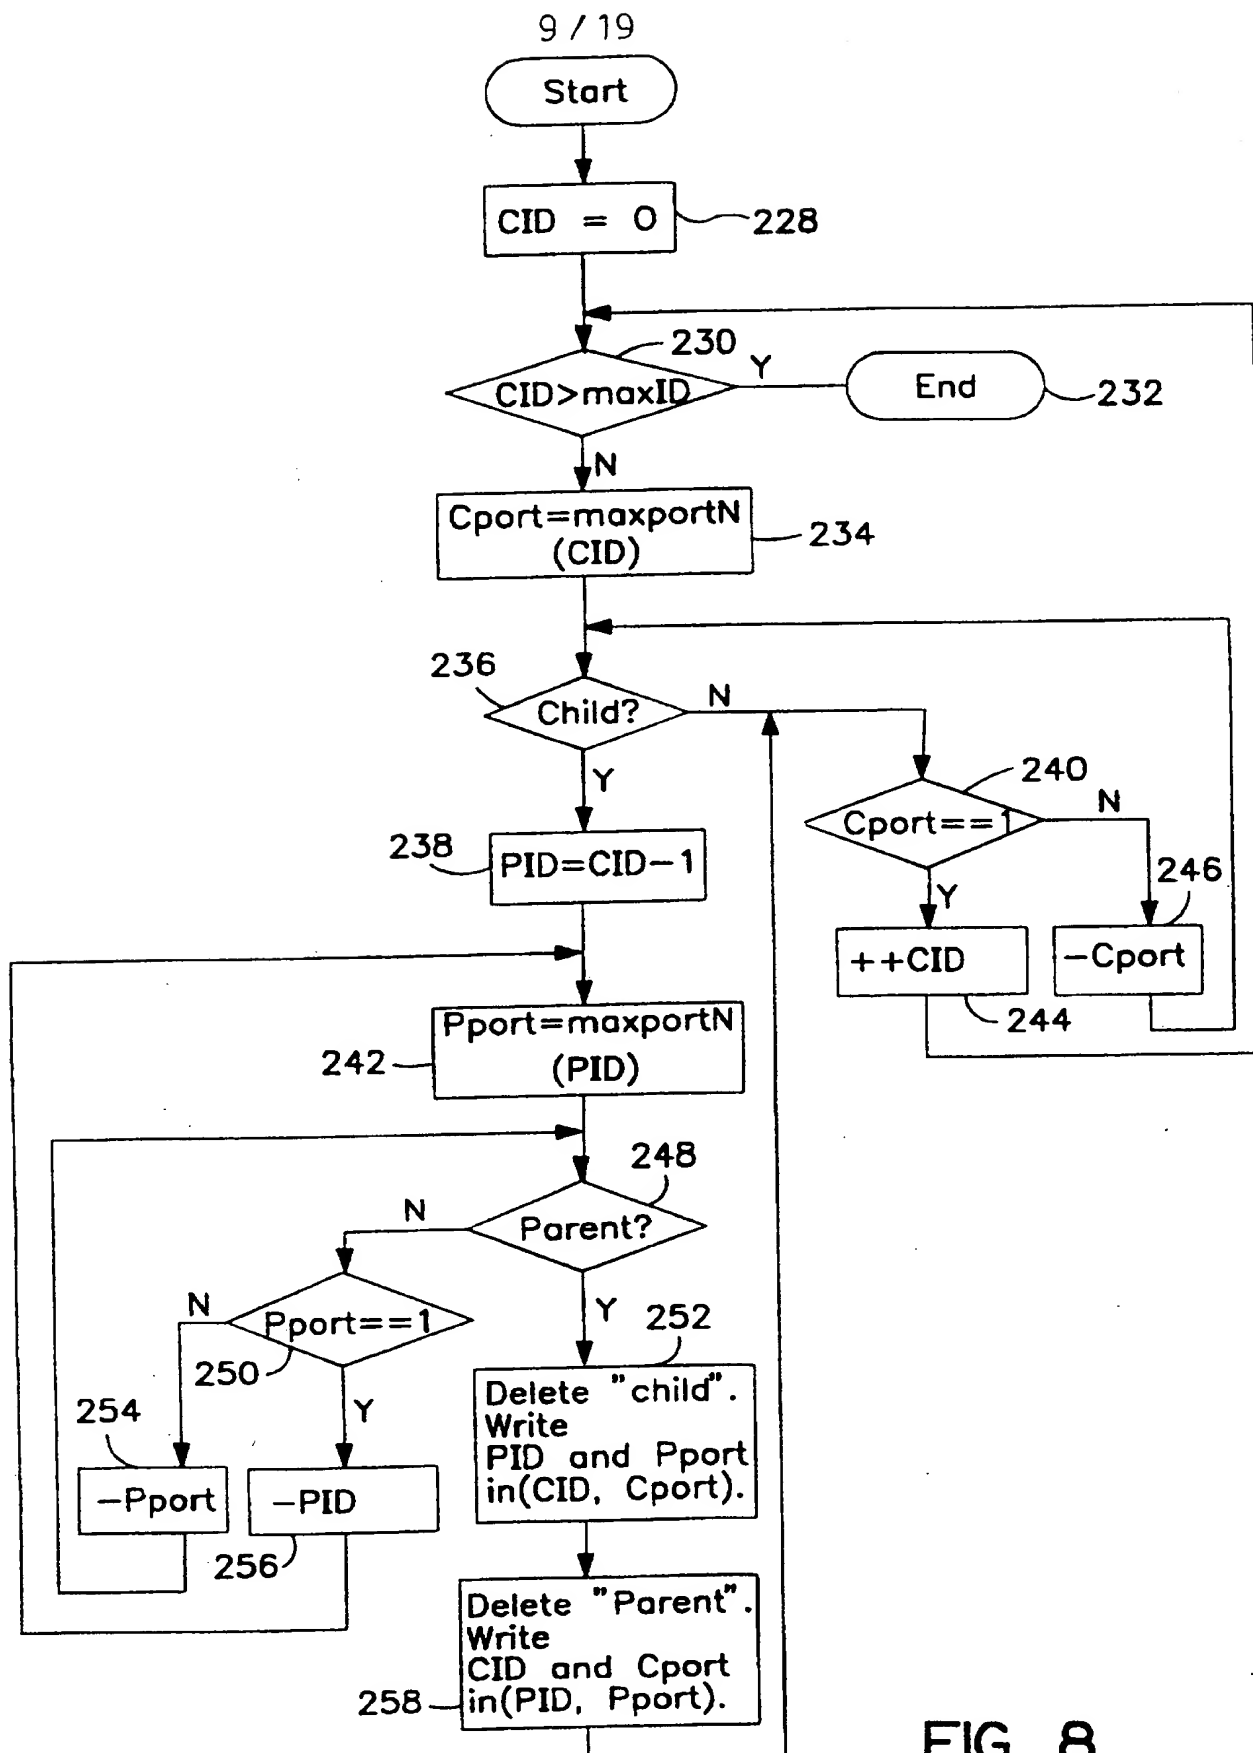 9 / 19
Start
CID = 0
228
230
CID>maxID
Y
End
232
N
Cport=maxportN
(CID)
234
236
Child?
N
Y
240
Cport==1
N
238
PID=CID-1
Y
246
++CID
-Cport
244
Pport=maxportN
(PID)
242
248
Parent?
N
Y
Pport==1
N
250
Y
252
Delete "child".
Write
PID and Pport
in(CID, Cport).
254
-Pport
-PID
256
Delete "Parent".
Write
CID and Cport
in(PID, Pport).
258
FIG. 8